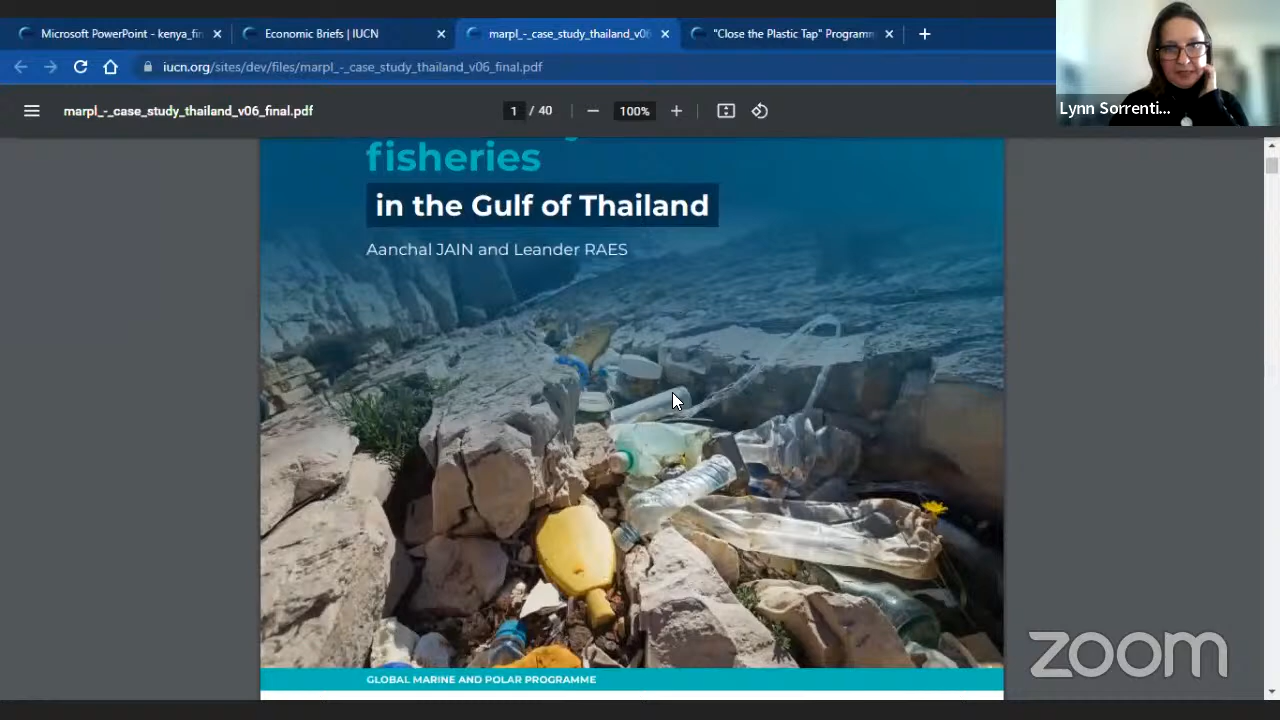 Microsoft PowerPoint - kenya_fin
Economic Briefs | IUCN
marpl_-_case_study_thailand_v06
"Close the Plastic Tap" Programm
iucn.org/sites/dev/files/marpl_-_case_study_thailand_v06_final.pdf
Lynn Sorrenti...
marpl_-_case_study_thailand_v06_final.pdf
1 / 40
100%
fisheries
in the Gulf of Thailand
Aanchal JAIN and Leander RAES
zoom
GLOBAL MARINE AND POLAR PROGRAMME